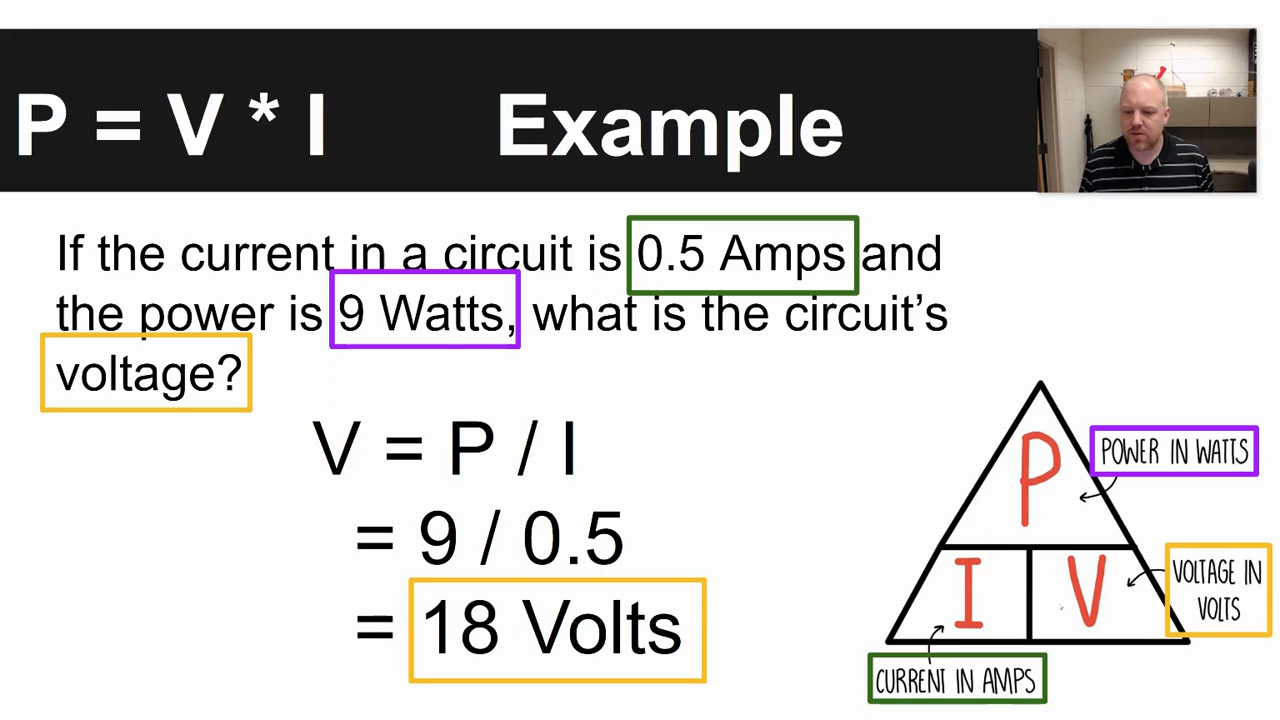 P = V * I Example
If the current in a circuit is 0.5 Amps and
the power is 9 Watts, what is the circuit’s
voltage?
V = P / I
= 9 / 0.5
= 18 Volts
P
POWER IN WATTS
I
V
VOLTAGE IN
VOLTS
CURRENT IN AMPS